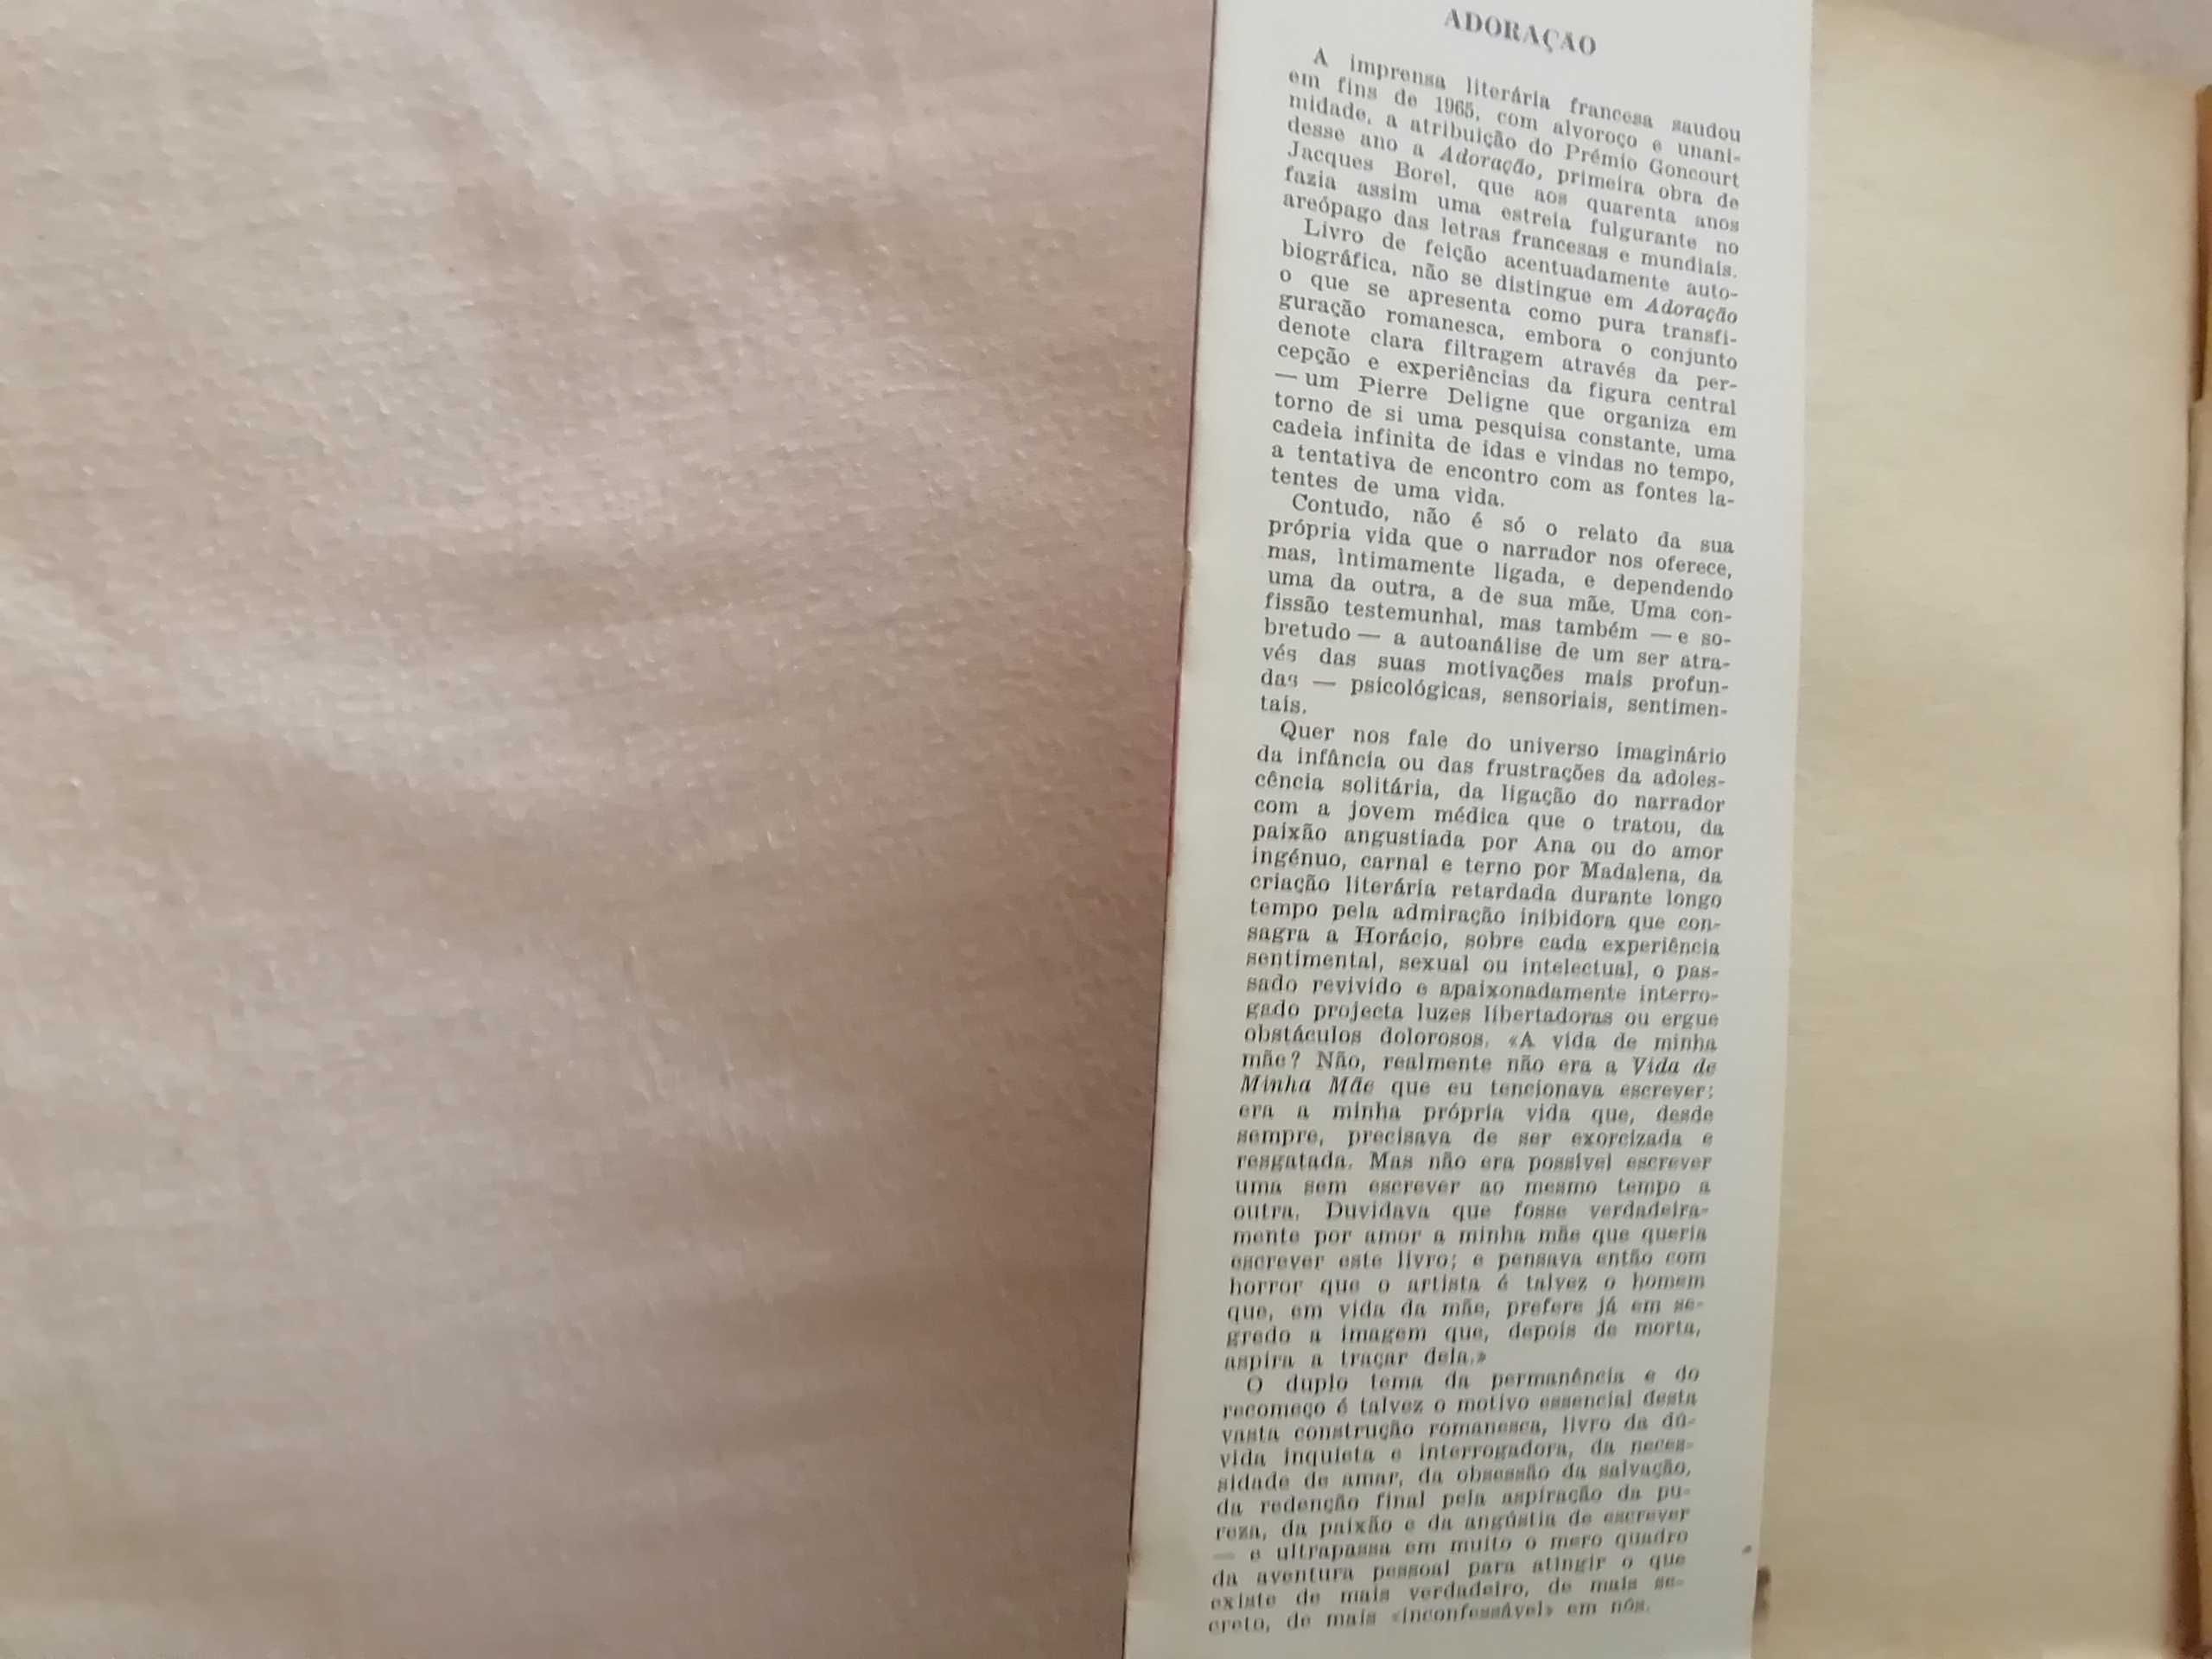 ADORAÇÃO
A imprensa literária francesa saudou
em fins de 1965, com alvoroço e unani-
midade, a atribuição do Prémio Goncourt
desse ano a Adoração, primeira obra de
Jacques Borel, que aos quarenta anos
fazia assim uma estreia fulgurante no
areópago das letras francesas e mundiais.
Livro de feição acentuadamente auto-
biográfica, não se distingue em Adoração
o que se apresenta como pura transfi-
guração romanesca, embora o conjunto
denote clara filtragem através da per-
cepção e experiências da figura central
— um Pierre Deligne que organiza em
torno de si uma pesquisa constante, uma
cadeia infinita de idas e vindas no tempo,
a tentativa de encontro com as fontes la-
tentes de uma vida.
Contudo, não é só o relato da sua
própria vida que o narrador nos oferece,
mas, ìntimamente ligada, e dependendo
uma da outra, a de sua mãe. Uma con-
fissão testemunhal, mas também — e so-
bretudo — a autoanálise de um ser atra-
vés das suas motivações mais profun-
das — psicológicas, sensoriais, sentimen-
tais.
Quer nos fale do universo imaginário
da infância ou das frustrações da adoles-
cência solitária, da ligação do narrador
com a jovem médica que o tratou, da
paixão angustiada por Ana ou do amor
ingénuo, carnal e terno por Madalena, da
criação literária retardada durante longo
tempo pela admiração inibidora que con-
sagra a Horácio, sobre cada experiência
sentimental, sexual ou intelectual, o pas-
sado revivido e apaixonadamente interro-
gado projecta luzes libertadoras ou ergue
obstáculos dolorosos. «A vida de minha
mãe? Não, realmente não era a Vida de
Minha Mãe que eu tencionava escrever:
era a minha própria vida que, desde
sempre, precisava de ser exorcizada e
resgatada. Mas não era possível escrever
uma sem escrever ao mesmo tempo a
outra. Duvidava que fosse verdadeira-
mente por amor a minha mãe que queria
escrever este livro; e pensava então com
horror que o artista é talvez o homem
que, em vida da mãe, prefere já em se-
gredo a imagem que, depois de morta,
aspira a traçar dela.»
O duplo tema da permanência e do
recomeço é talvez o motivo essencial desta
vasta construção romanesca, livro da dú-
vida inquieta e interrogadora, da neces-
sidade de amar, da obsessão da salvação,
da redenção final pela aspiração da pu-
reza, da paixão e da angústia de escrever
— e ultrapassa em muito o mero quadro
da aventura pessoal para atingir o que
existe de mais verdadeiro, de mais se-
creto, de mais «inconfessável» em nós.